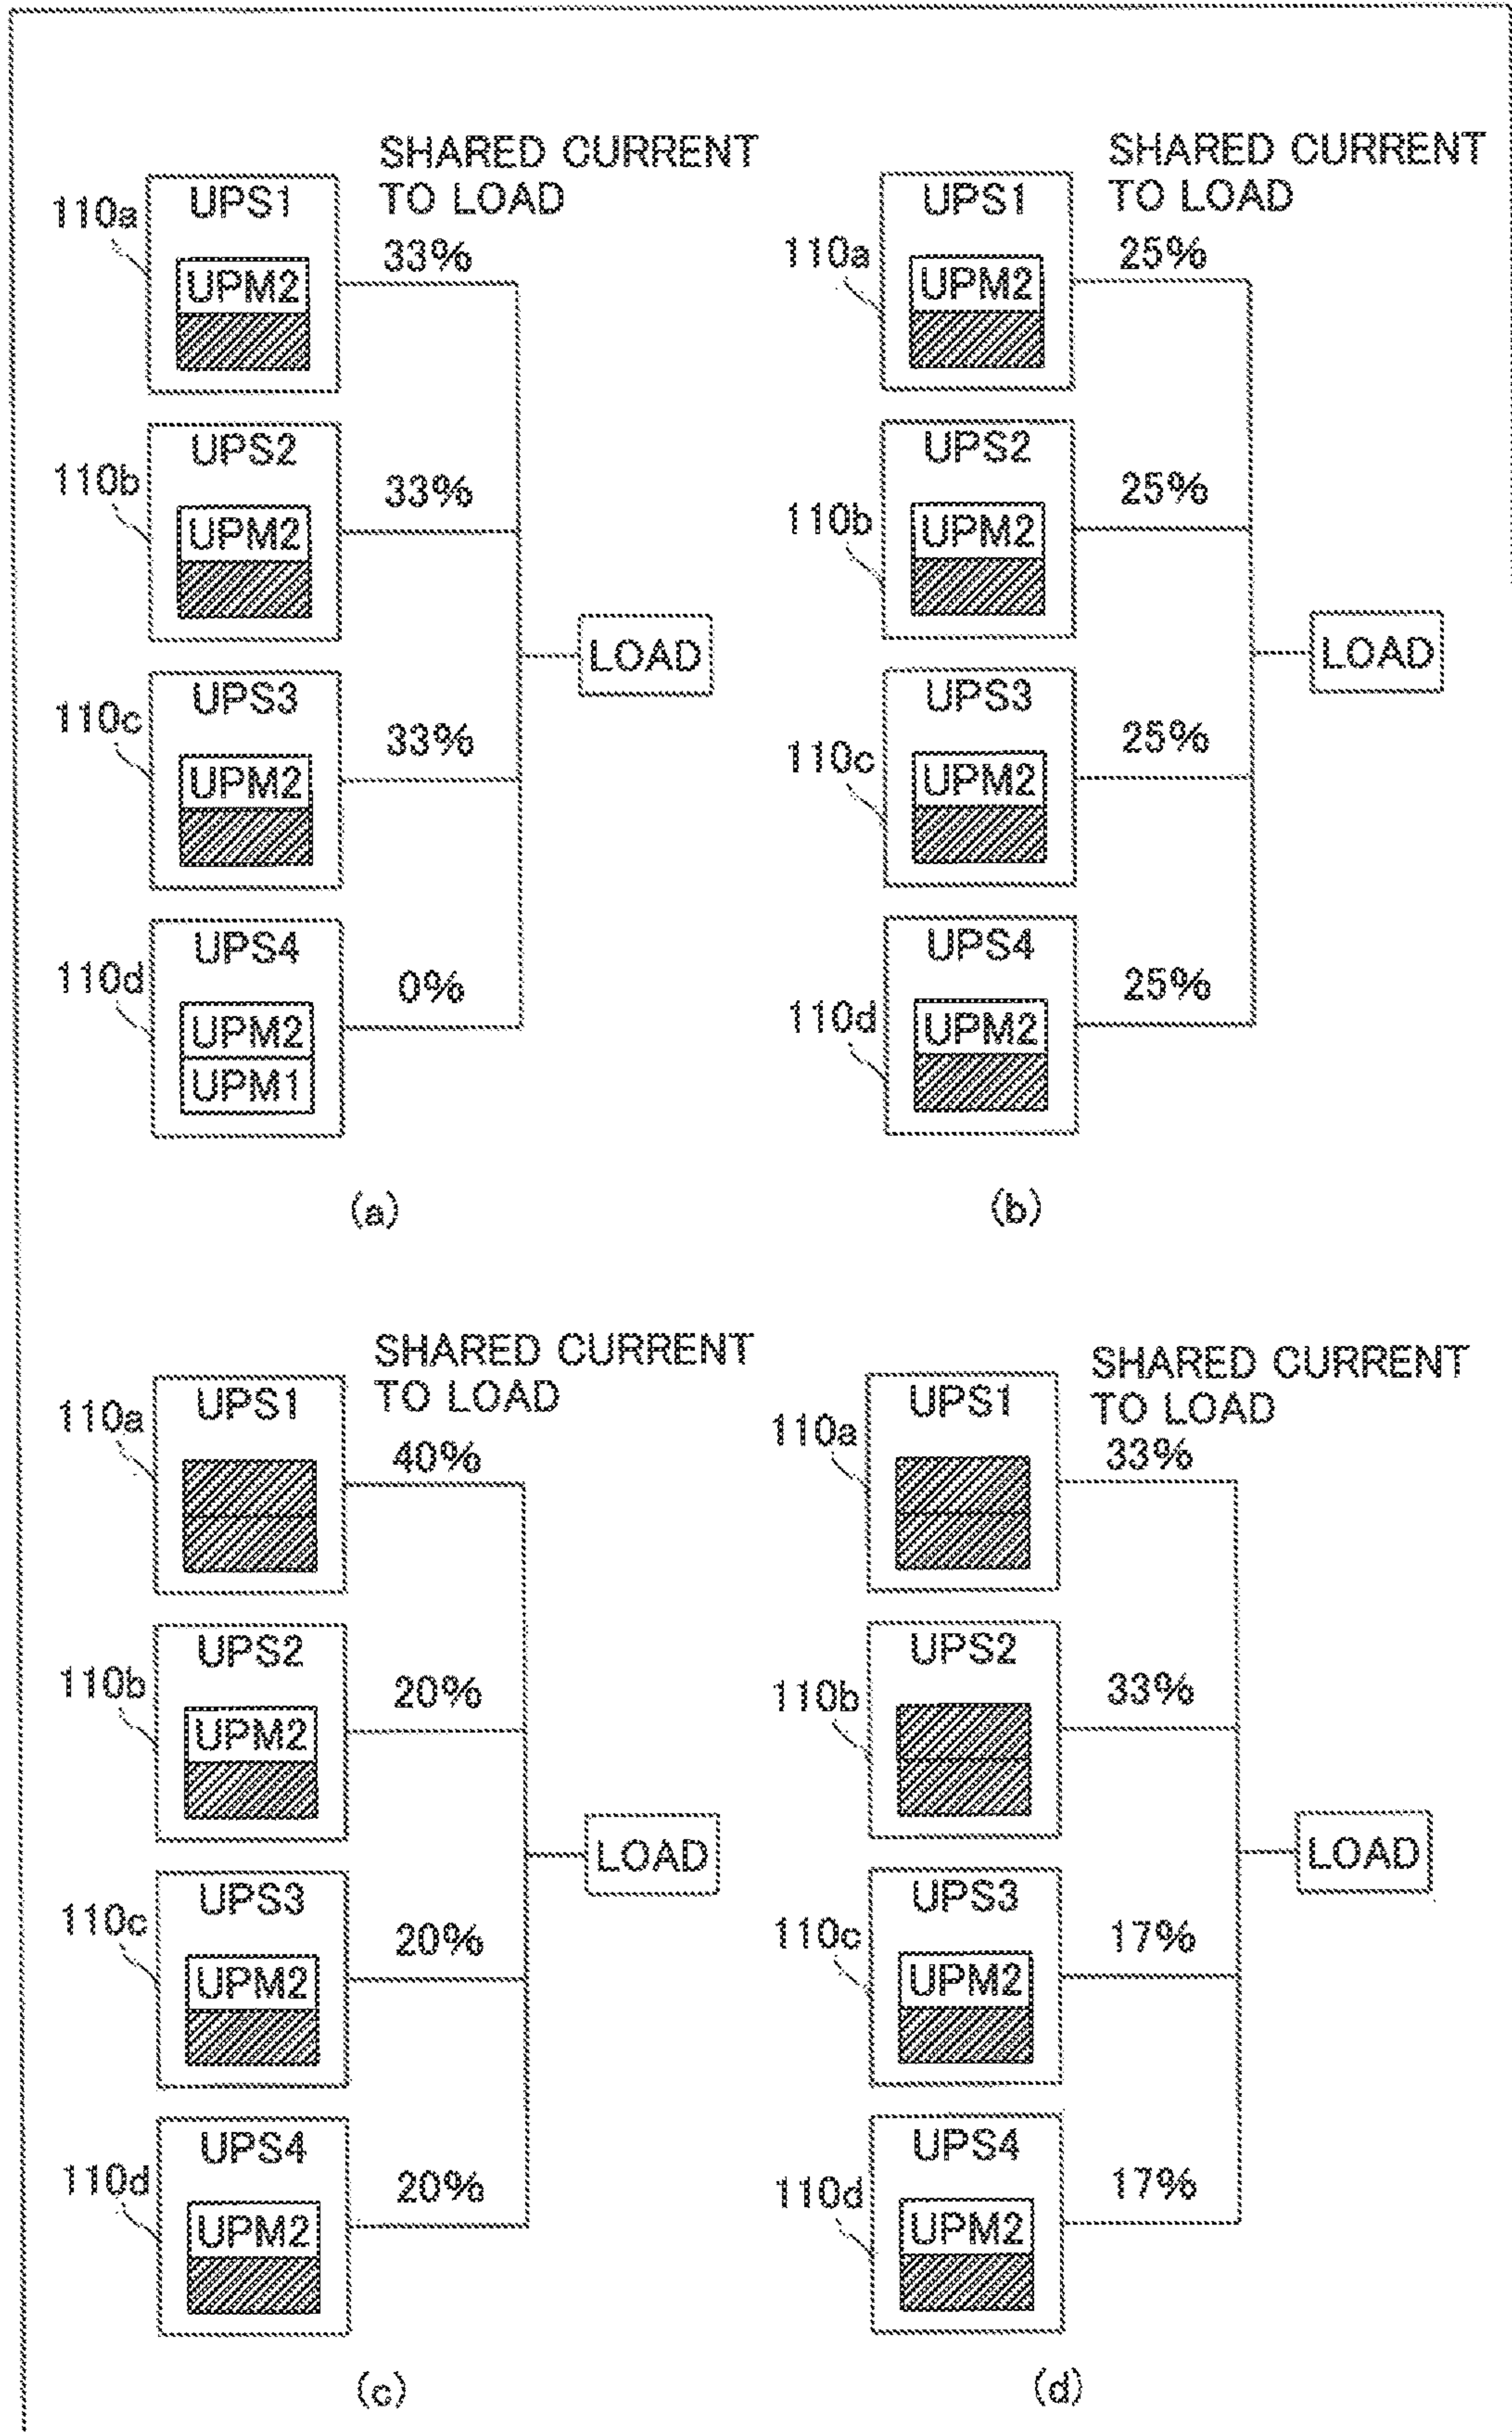 SHARED CURRENT
TO LOAD
110a
UPS1
33%
UPM2
110b
UPS2
33%
UPM2
LOAD
110c
UPS3
33%
UPM2
110d
UPS4
0%
UPM2
UPM1
(a)
SHARED CURRENT
TO LOAD
110a
UPS1
25%
UPM2
110b
UPS2
25%
UPM2
LOAD
110c
UPS3
25%
UPM2
110d
UPS4
25%
UPM2
(b)
SHARED CURRENT
TO LOAD
110a
UPS1
40%
110b
UPS2
20%
UPM2
LOAD
110c
UPS3
20%
UPM2
110d
UPS4
20%
UPM2
(c)
SHARED CURRENT
TO LOAD
110a
UPS1
33%
110b
UPS2
33%
LOAD
110c
UPS3
17%
UPM2
110d
UPS4
17%
UPM2
(d)